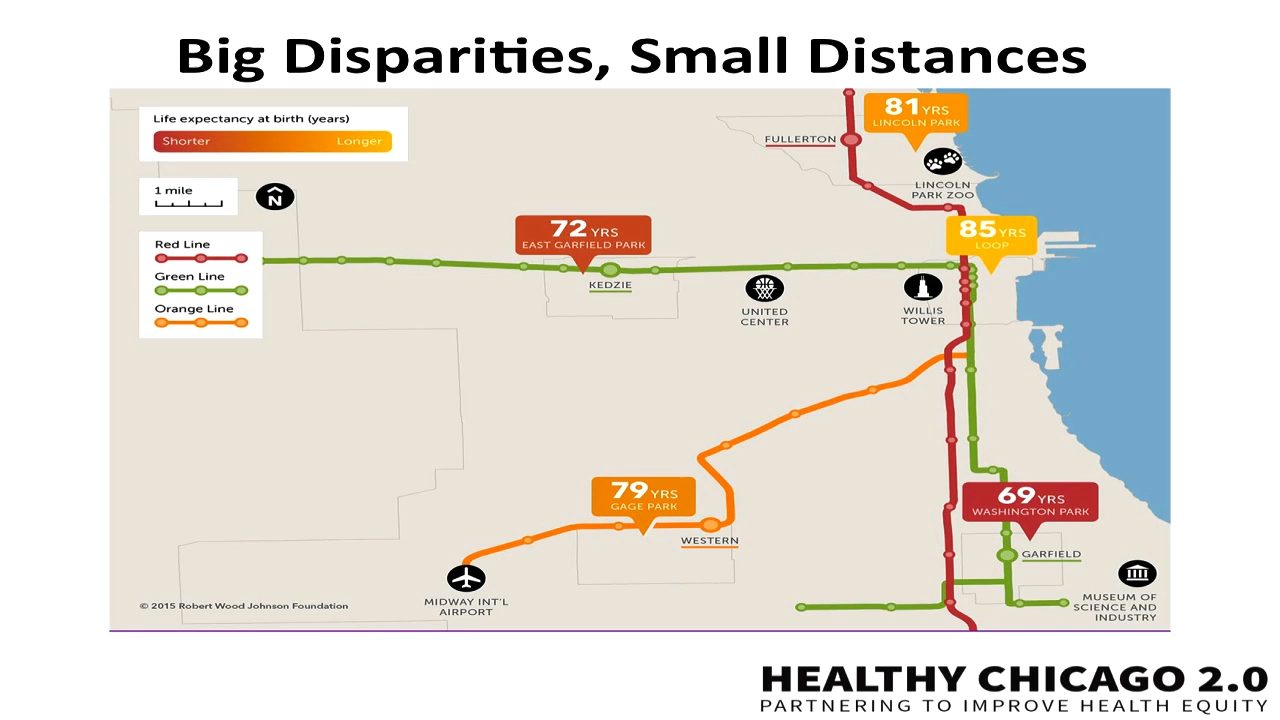 Big Disparities, Small Distances
Life expectancy at birth (years)
Shorter Longer
1 mile
N
Red Line
Green Line
Orange Line
81 YRS
LINCOLN PARK
FULLERTON
LINCOLN
PARK ZOO
72 YRS
EAST GARFIELD PARK
KEDZIE
85 YRS
LOOP
UNITED
CENTER
WILLIS
TOWER
79 YRS
GAGE PARK
WESTERN
69 YRS
WASHINGTON PARK
GARFIELD
MIDWAY INT'L
AIRPORT
MUSEUM OF
SCIENCE AND
INDUSTRY
© 2015 Robert Wood Johnson Foundation
HEALTHY CHICAGO 2.0
PARTNERING TO IMPROVE HEALTH EQUITY